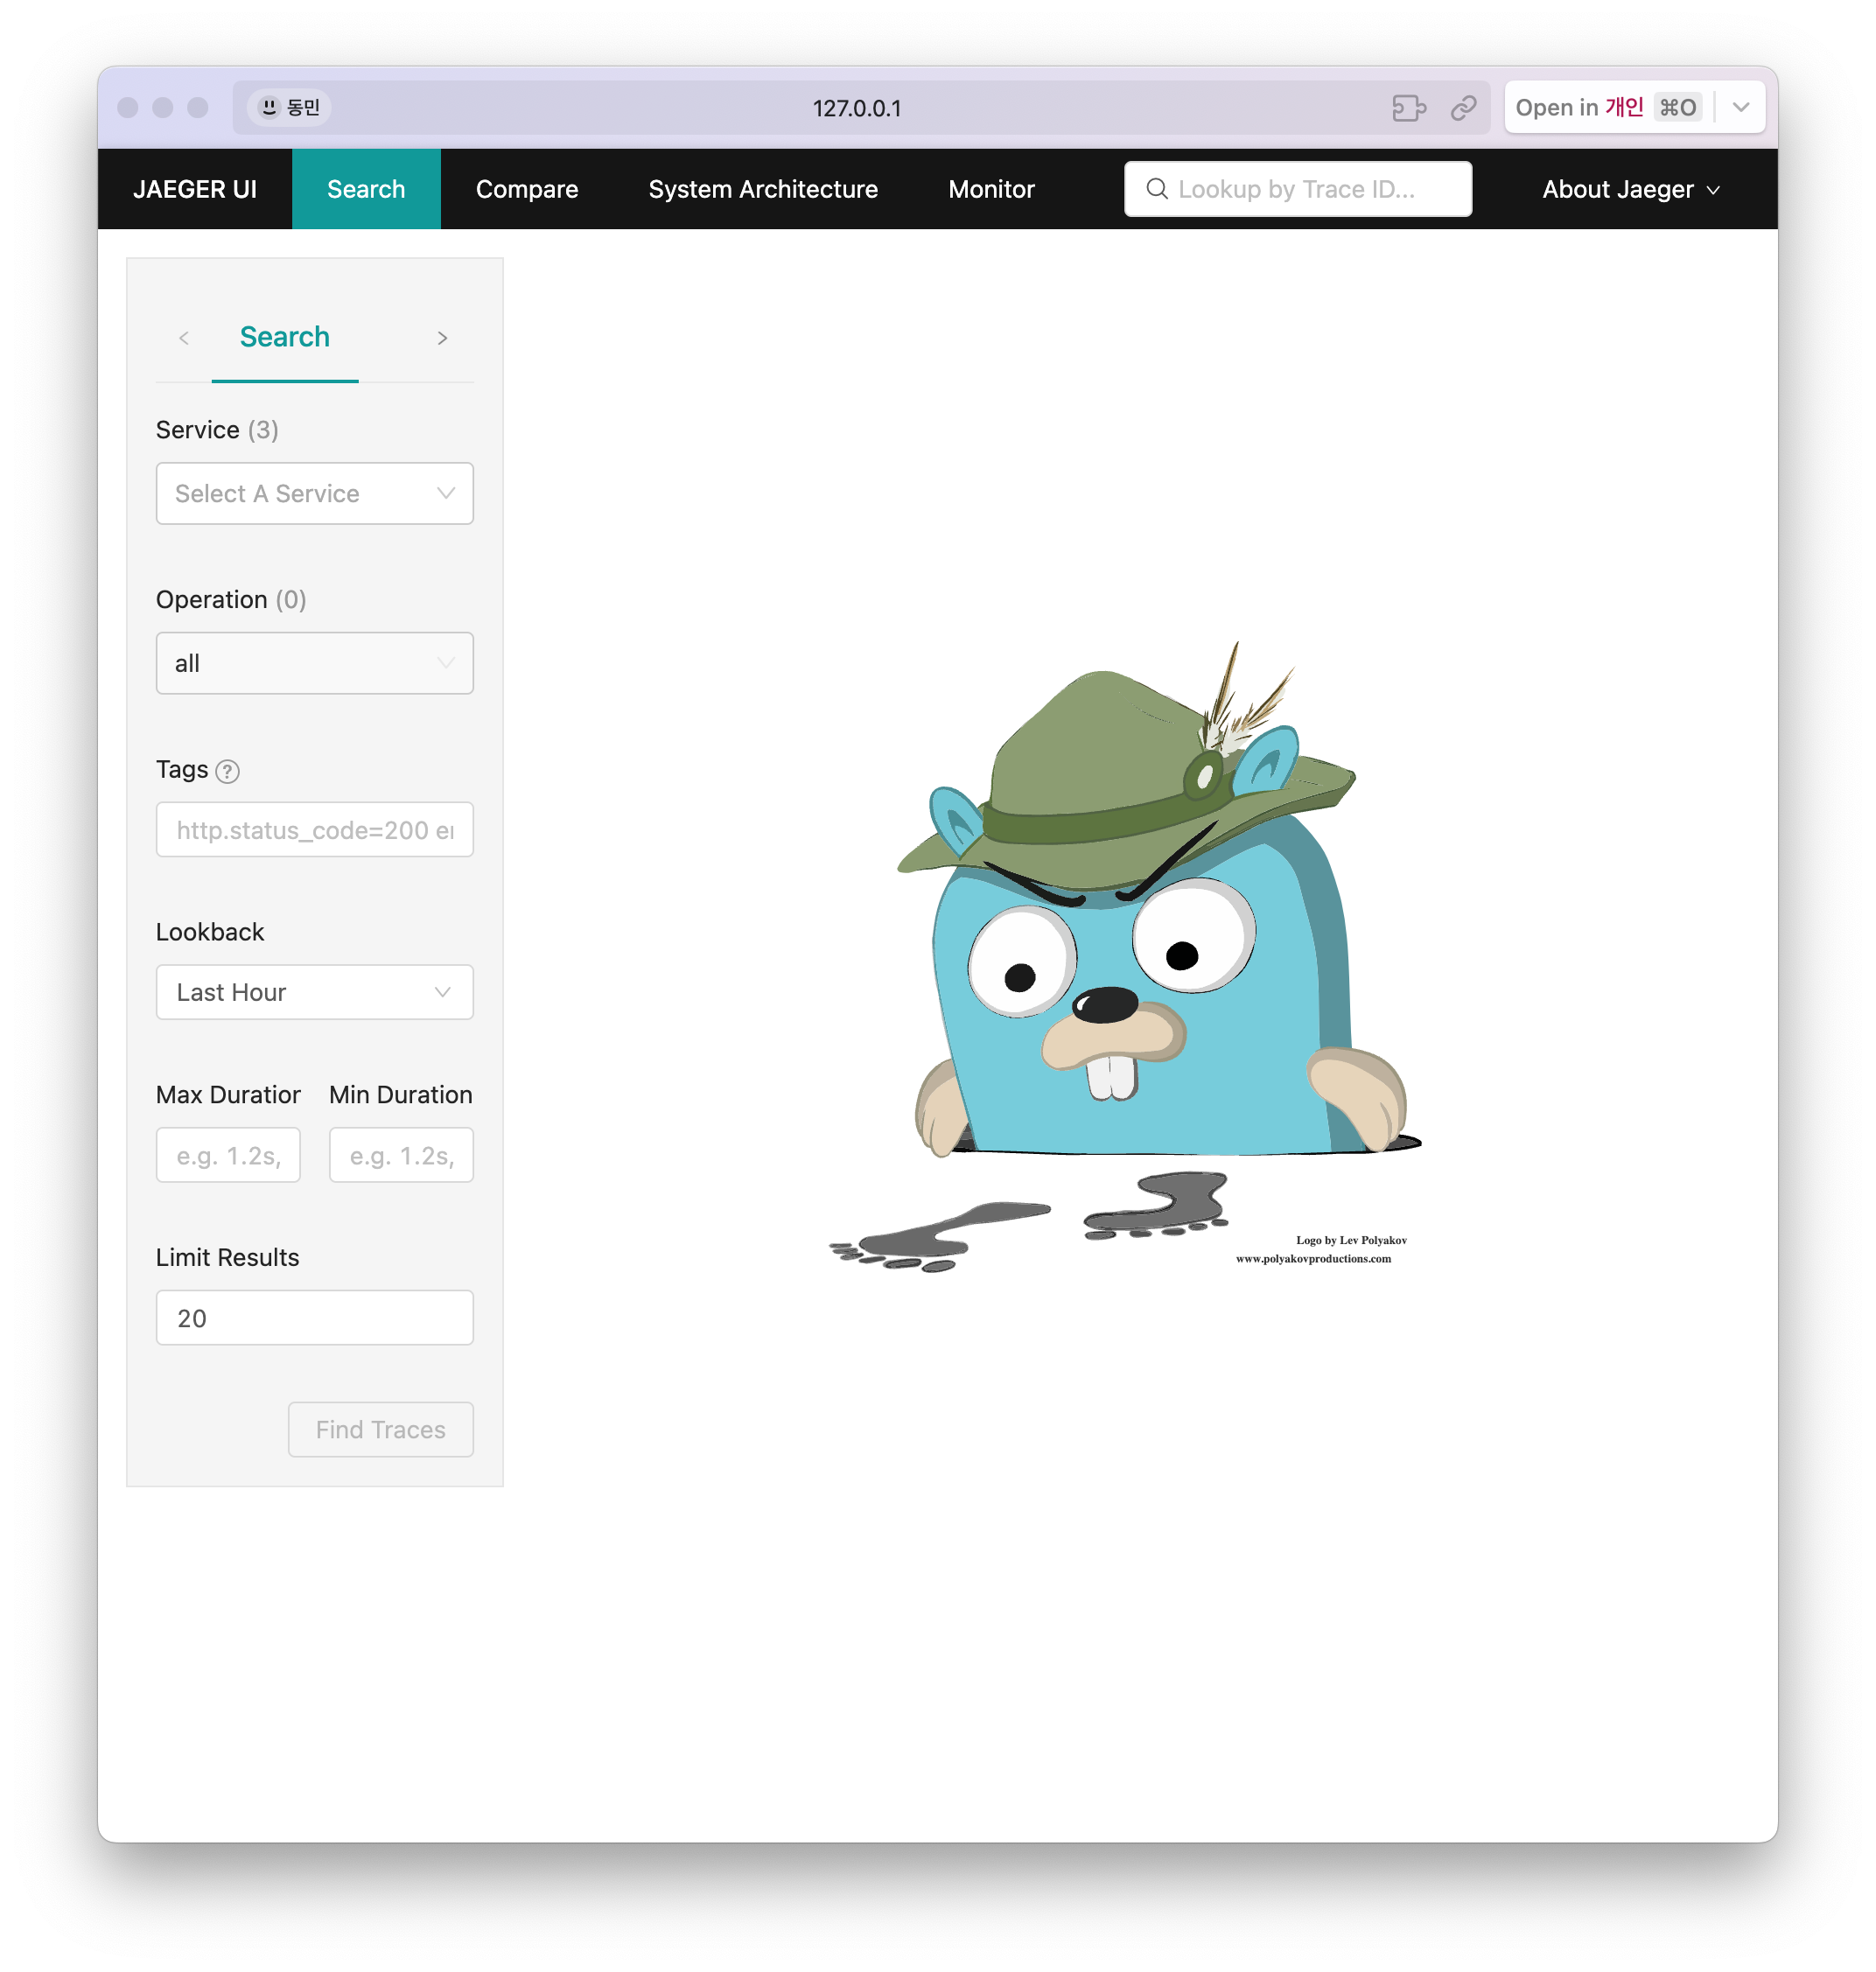 동민
127.0.0.1
Open in 개인 ⌘O
JAEGER UI
Search
Compare
System Architecture
Monitor
Lookup by Trace ID...
About Jaeger
Search
Service (3)
Select A Service
Operation (0)
all
Tags ?
http.status_code=200 er
Lookback
Last Hour
Max Duration Min Duration
e.g. 1.2s, e.g. 1.2s,
Limit Results
20
Find Traces
Logo by Lev Polyakov
www.polyakovproductions.com